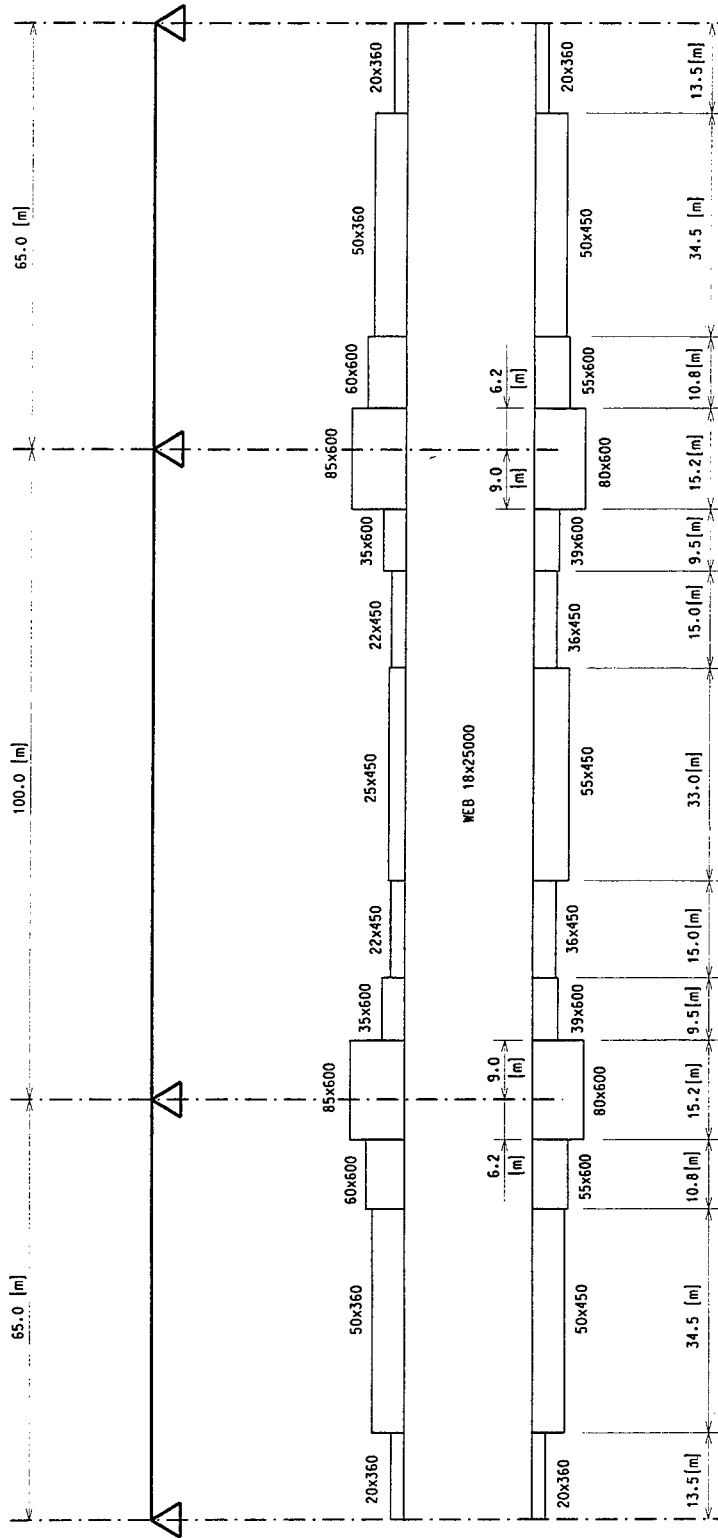 65.0 [m]
100.0 [m]
65.0 [m]
20x360
50x360
60x600
85x600
35x600
22x450
25x450
22x450
35x600
85x600
60x600
50x360
20x360
WEB 18x25000
6.2 [m]
9.0 [m]
9.0 [m]
6.2 [m]
20x360
50x450
55x600
80x600
39x600
36x450
55x450
36x450
39x600
80x600
55x600
50x450
20x360
13.5[m]
34.5 [m]
10.8[m]
15.2[m]
9.5[m]
15.0[m]
33.0[m]
15.0[m]
9.5[m]
15.2[m]
10.8[m]
34.5 [m]
13.5[m]